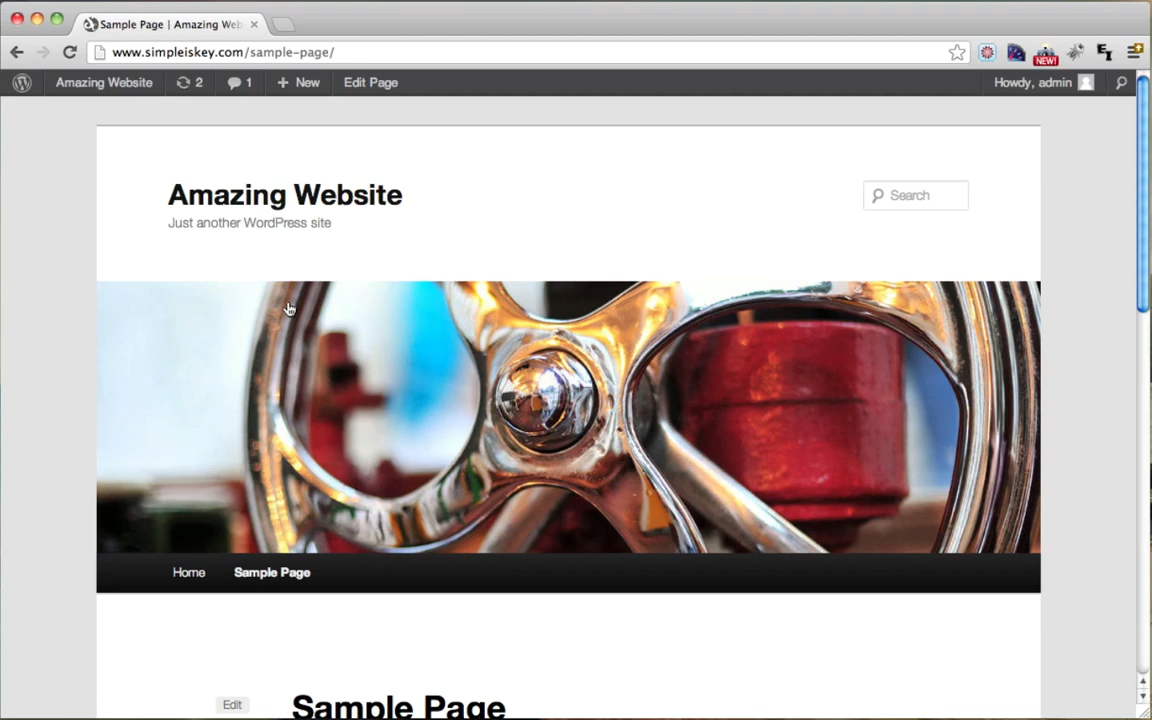 Sample Page | Amazing Web
www.simpleiskey.com/sample-page/
NEW!
Amazing Website 2 1 + New Edit Page Howdy, admin
Amazing Website
Just another WordPress site
Search
Home Sample Page
Edit
Sample Page